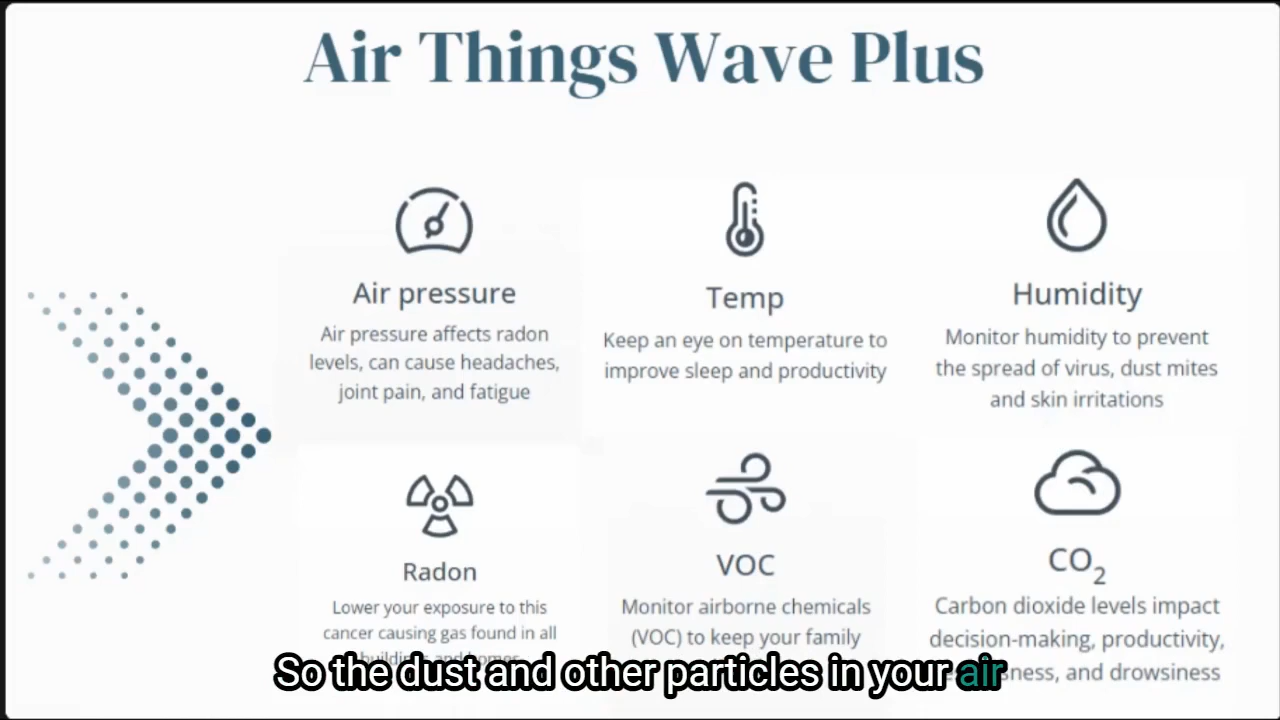 Air Things Wave Plus
Air pressure
Air pressure affects radon
levels, can cause headaches,
joint pain, and fatigue
Temp
Keep an eye on temperature to
improve sleep and productivity
Humidity
Monitor humidity to prevent
the spread of virus, dust mites
and skin irritations
Radon
Lower your exposure to this
cancer causing gas found in all
buildings and homes
VOC
Monitor airborne chemicals
(VOC) to keep your family
CO2
Carbon dioxide levels impact
decision-making, productivity,
and drowsiness
So the dust and other particles in your air